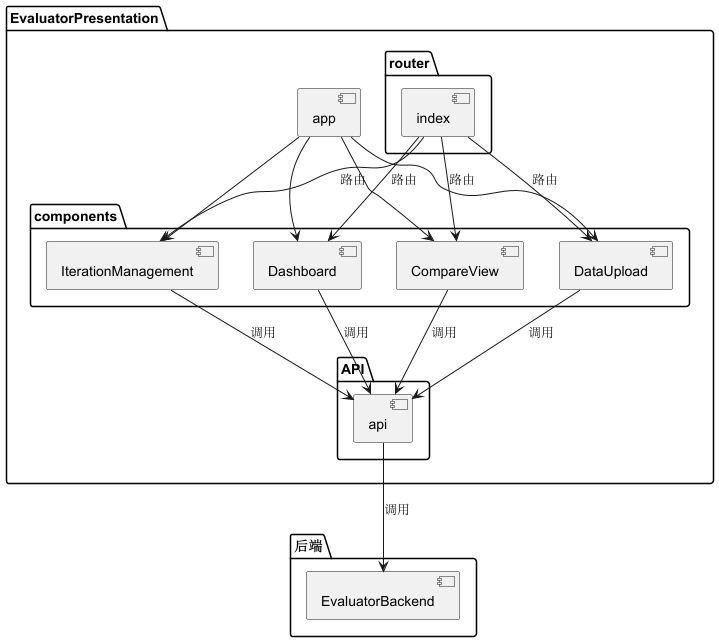 EvaluatorPresentation
router
app
index
路由
路由
路由
路由
components
IterationManagement
Dashboard
CompareView
DataUpload
调用
调用
调用
调用
API
api
调用
后端
EvaluatorBackend